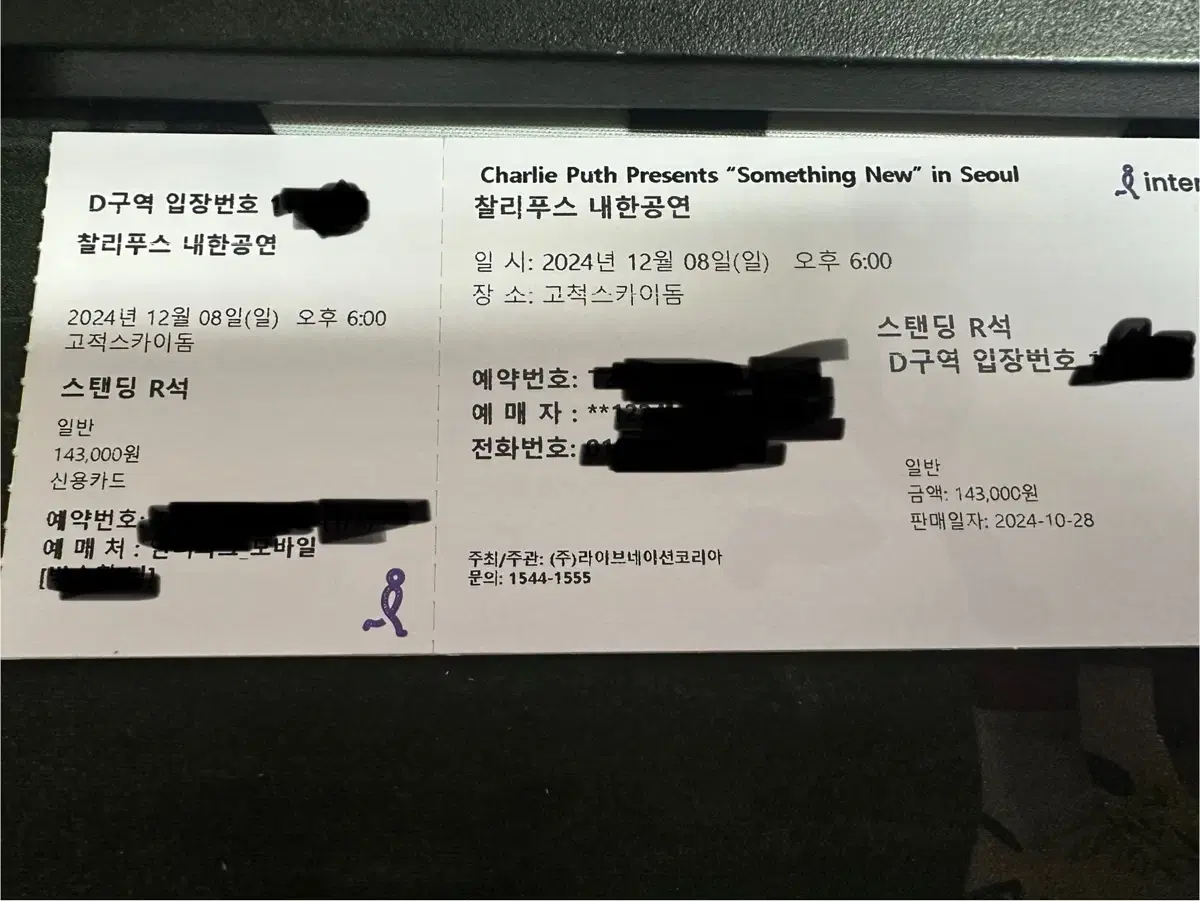 D구역 입장번호
찰리푸스 내한공연
2024년 12월 08일(일) 오후 6:00
고척스카이돔
스탠딩 R석
일반
143,000원
신용카드
예약번호:
예 매 처 :
Charlie Puth Presents “Something New” in Seoul
찰리푸스 내한공연
일 시: 2024년 12월 08일(일) 오후 6:00
장 소: 고척스카이돔
예약번호:
예 매 자 : **
전화번호:
주최/주관: (주)라이브네이션코리아
문의: 1544-1555
inter
스탠딩 R석
D구역 입장번호
일반
금액: 143,000원
판매일자: 2024-10-28